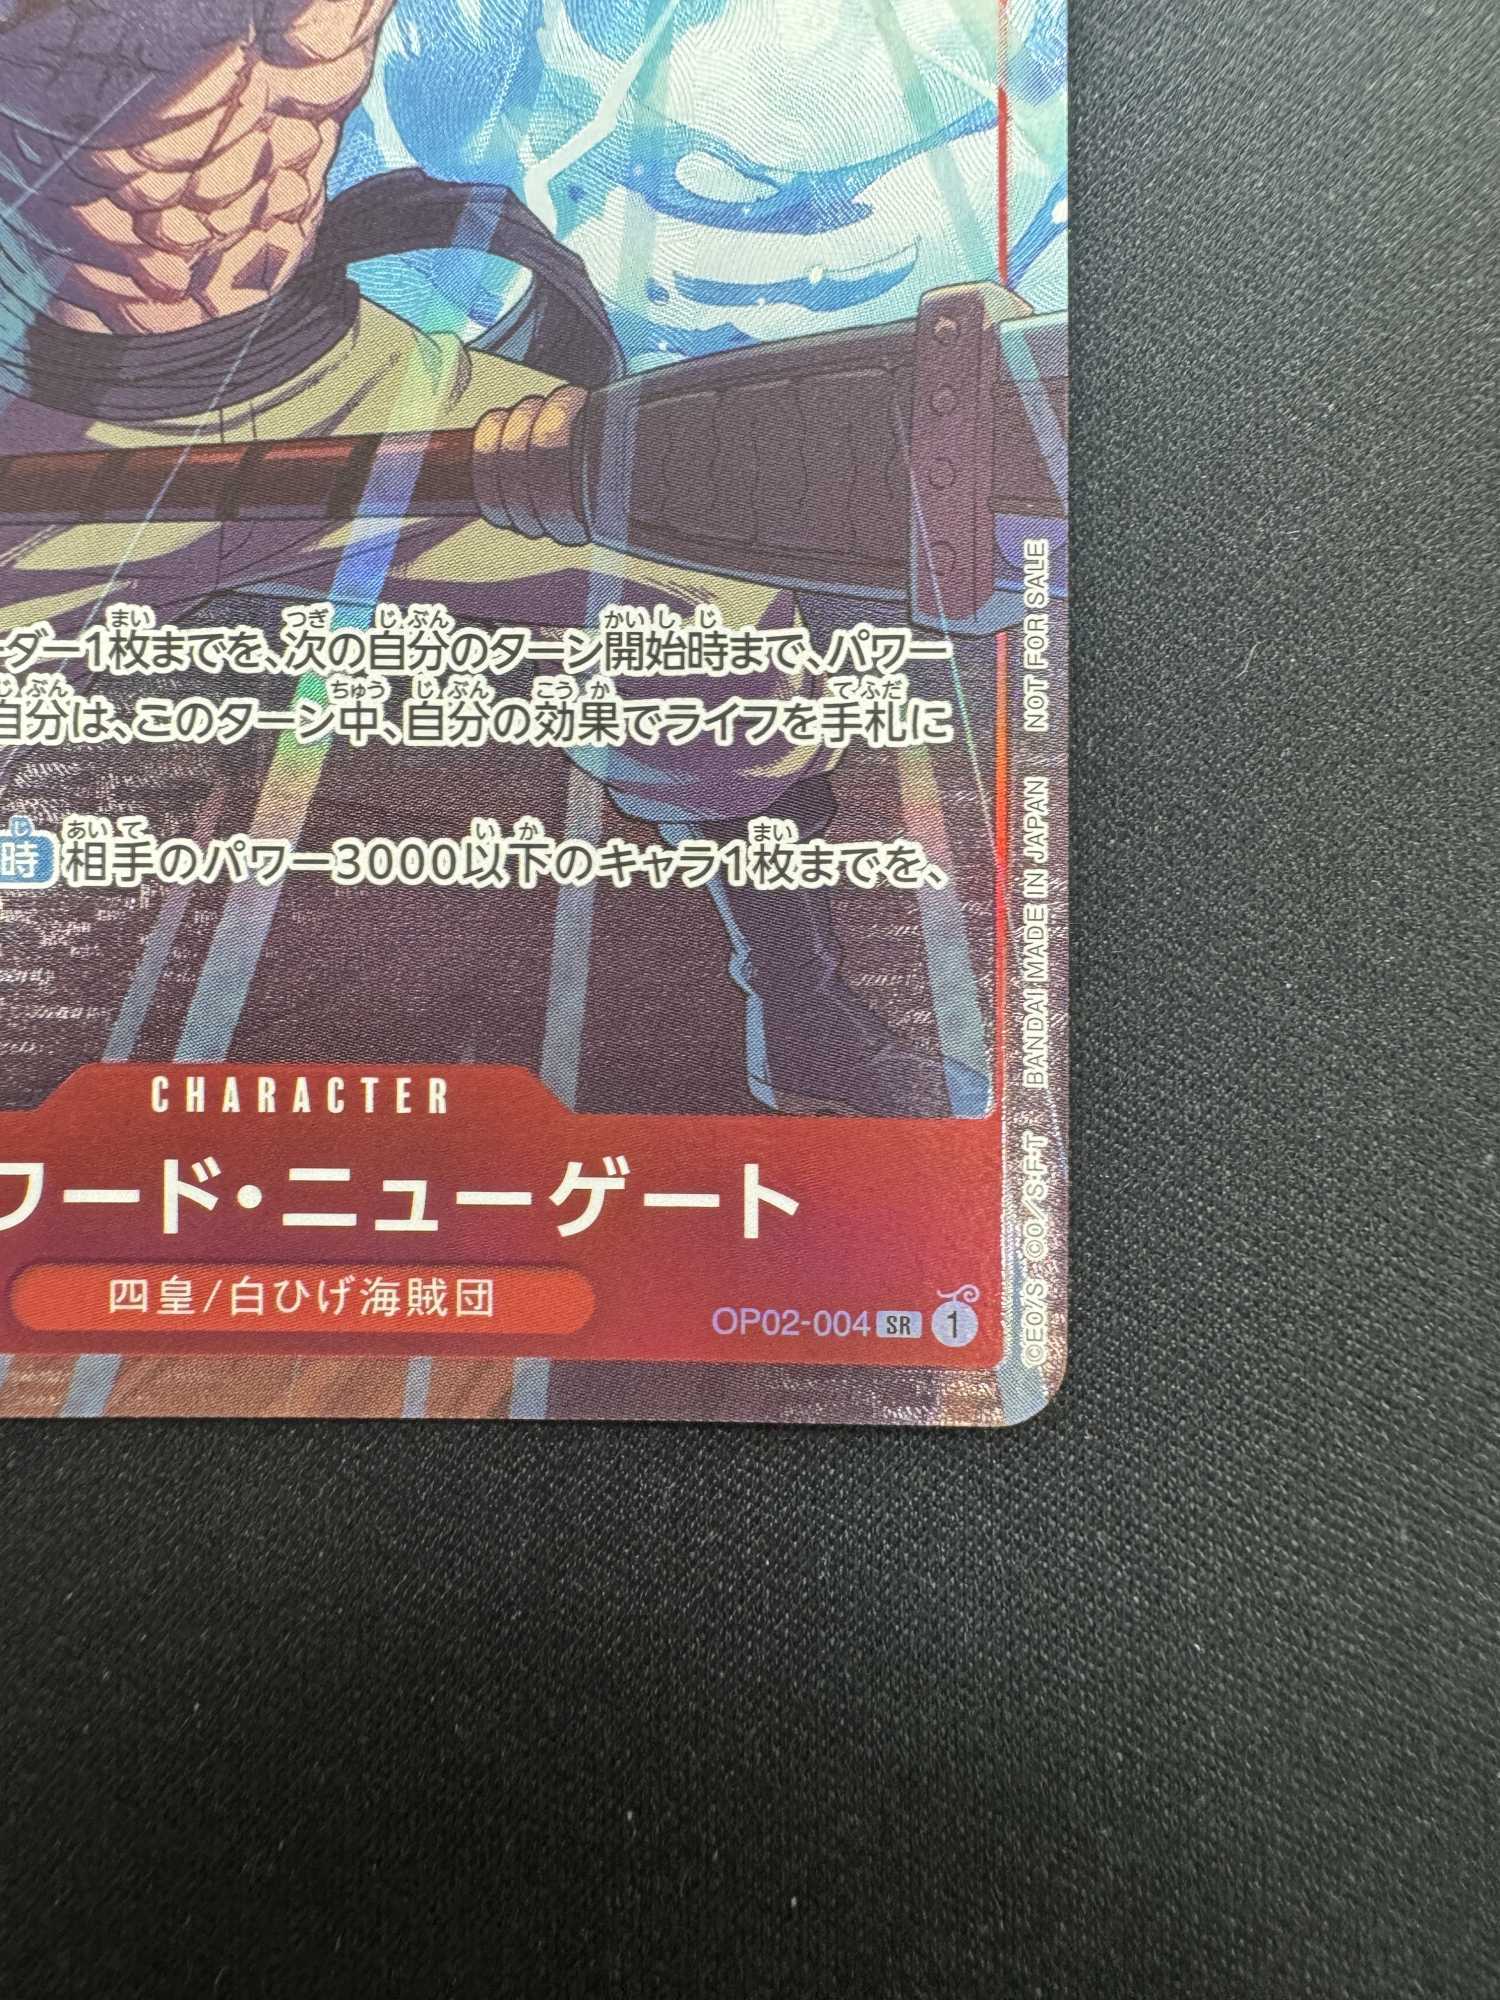 ーダー1枚までを、次の自分のターン開始時まで、パワー
自分は、このターン中、自分の効果でライフを手札に
時 相手のパワー3000以下のキャラ1枚までを、
CHARACTER
ワード・ニューゲート
四皇/白ひげ海賊団
OP02-004 SR 1
©EO/S ©O/S・F・T BANDAI MADE IN JAPAN NOT FOR SALE